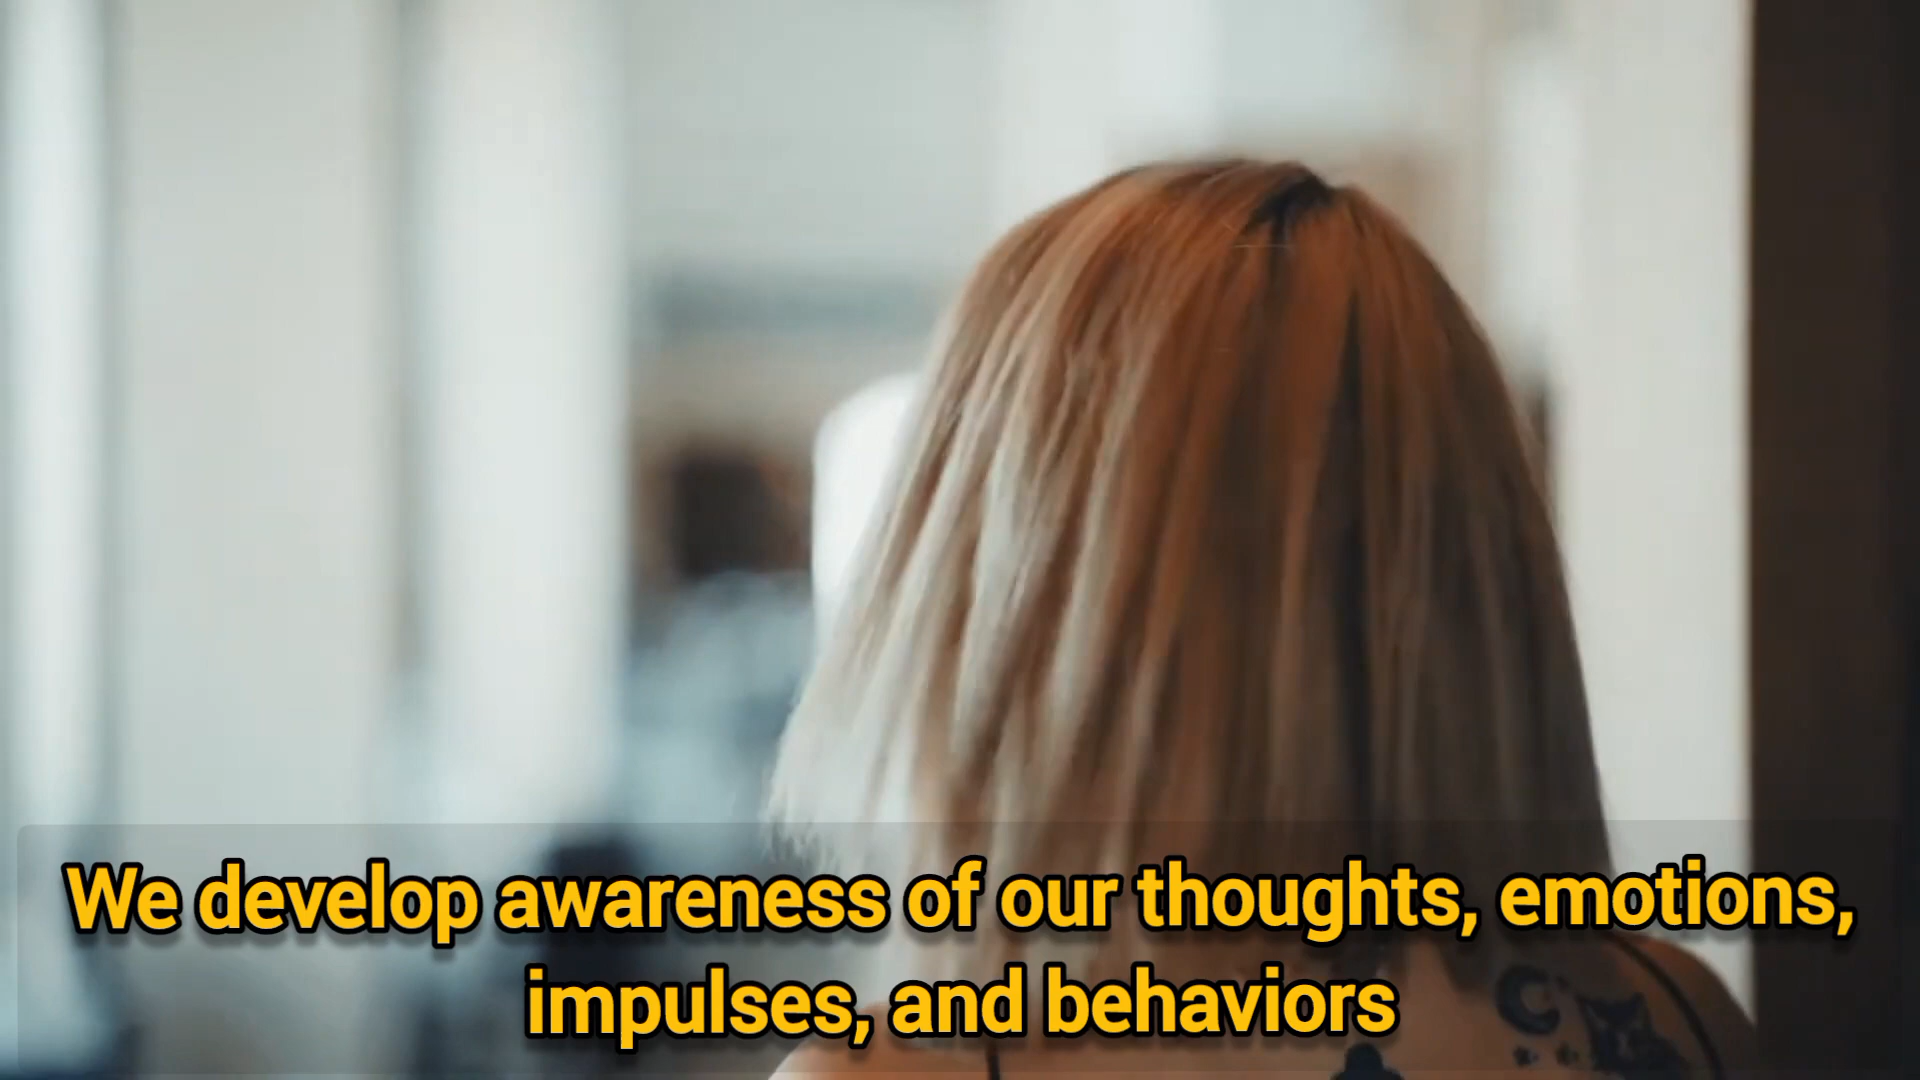 We develop awareness of our thoughts, emotions,
impulses, and behaviors